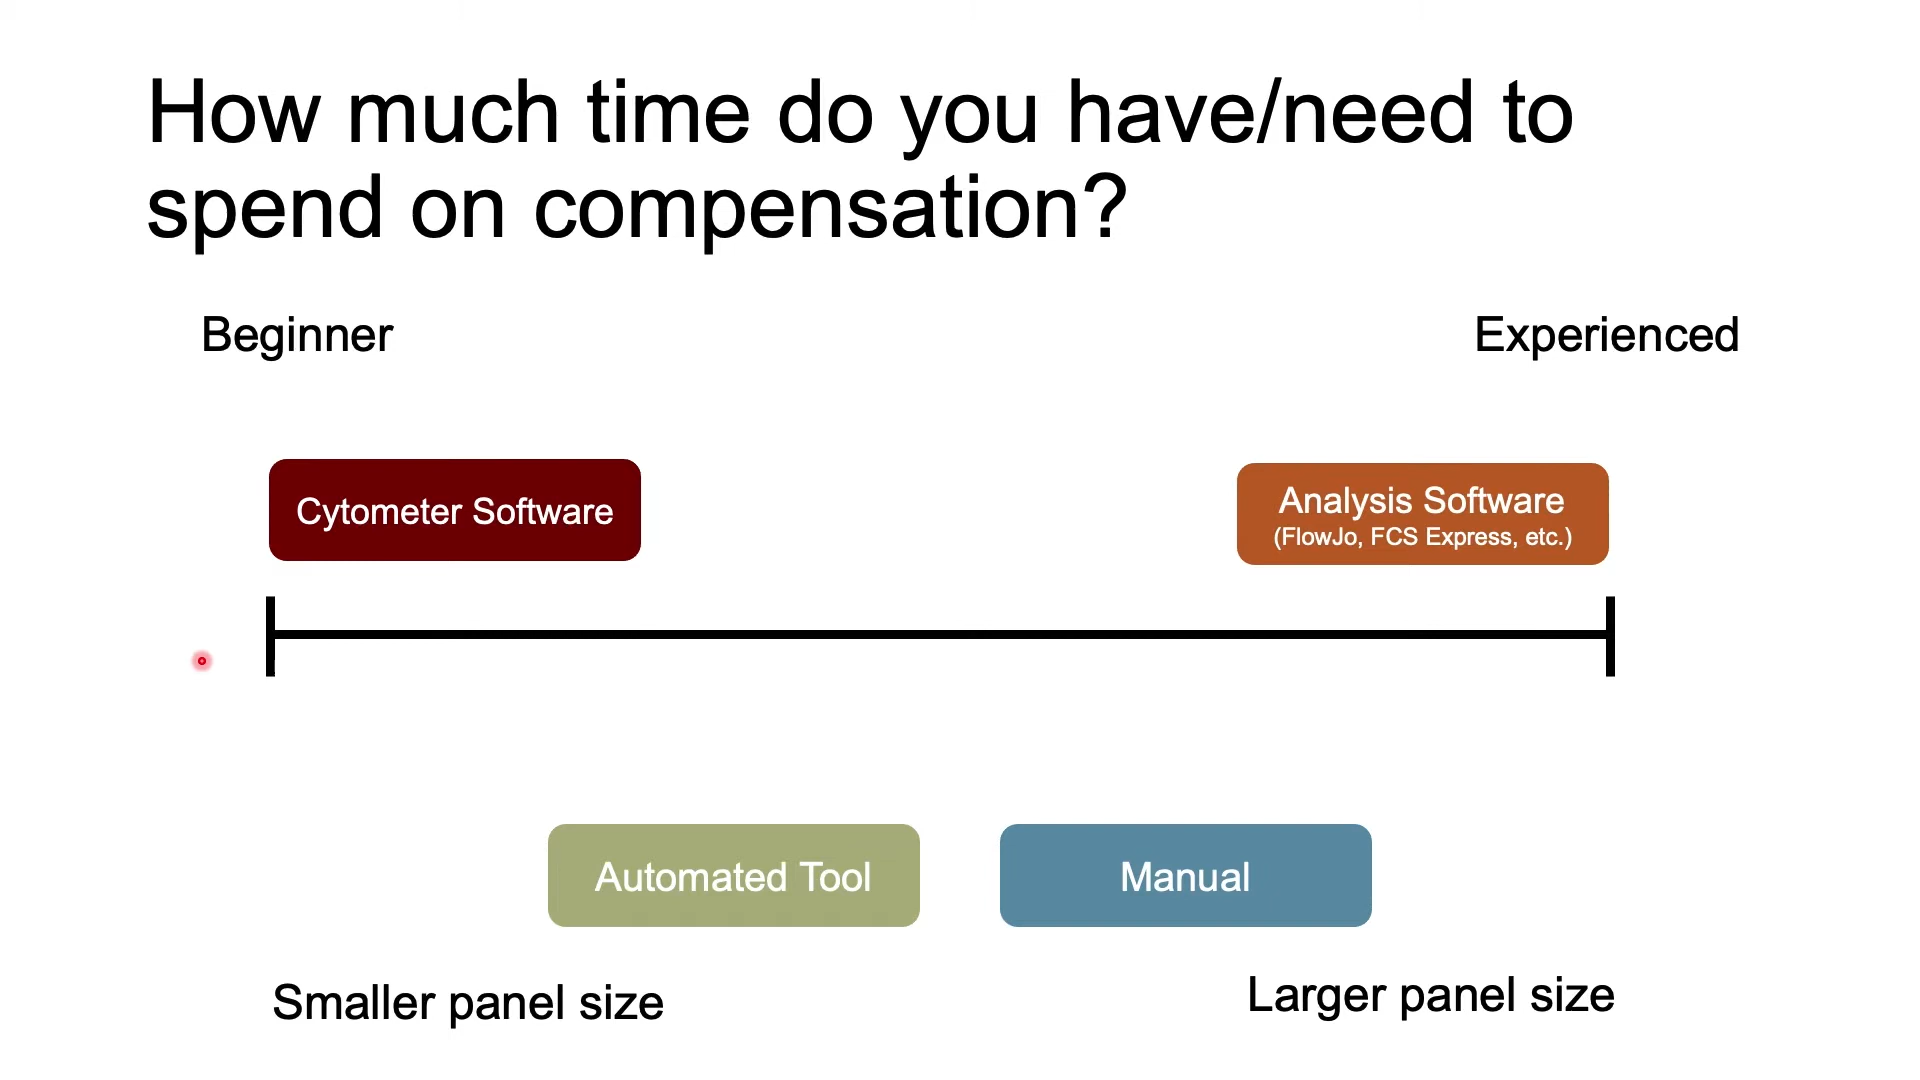 How much time do you have/need to
spend on compensation?
Beginner
Experienced
Cytometer Software
Analysis Software
(FlowJo, FCS Express, etc.)
Automated Tool
Manual
Smaller panel size
Larger panel size